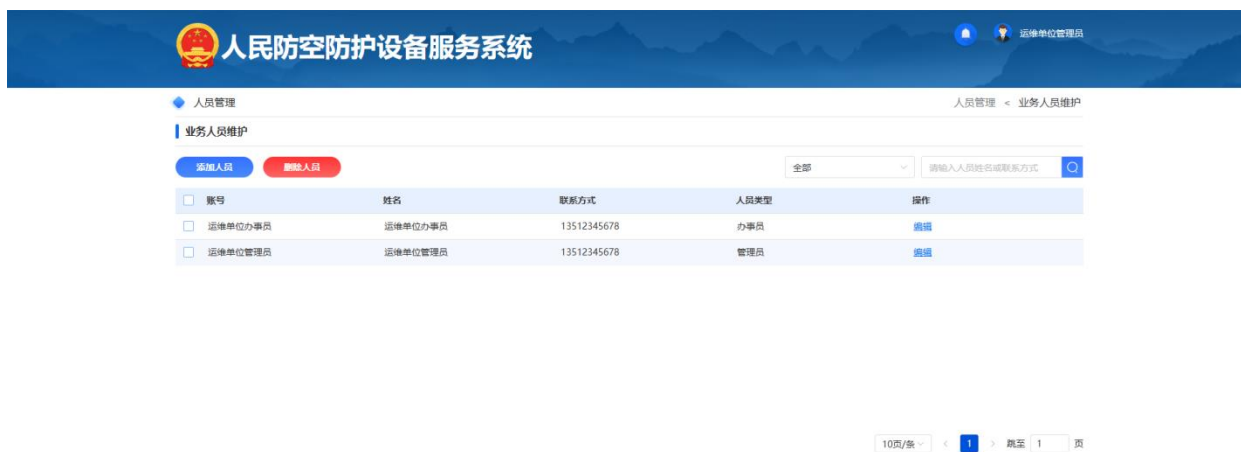 人民防空防护设备服务系统
运维单位管理员
人员管理
人员管理 < 业务人员维护
业务人员维护
添加人员 删除人员 全部 请输入人员姓名或联系方式
账号 姓名 联系方式 人员类型 操作
运维单位办事员 运维单位办事员 13512345678 办事员 编辑
运维单位管理员 运维单位管理员 13512345678 管理员 编辑
10页/条 < 1 > 跳至 1 页